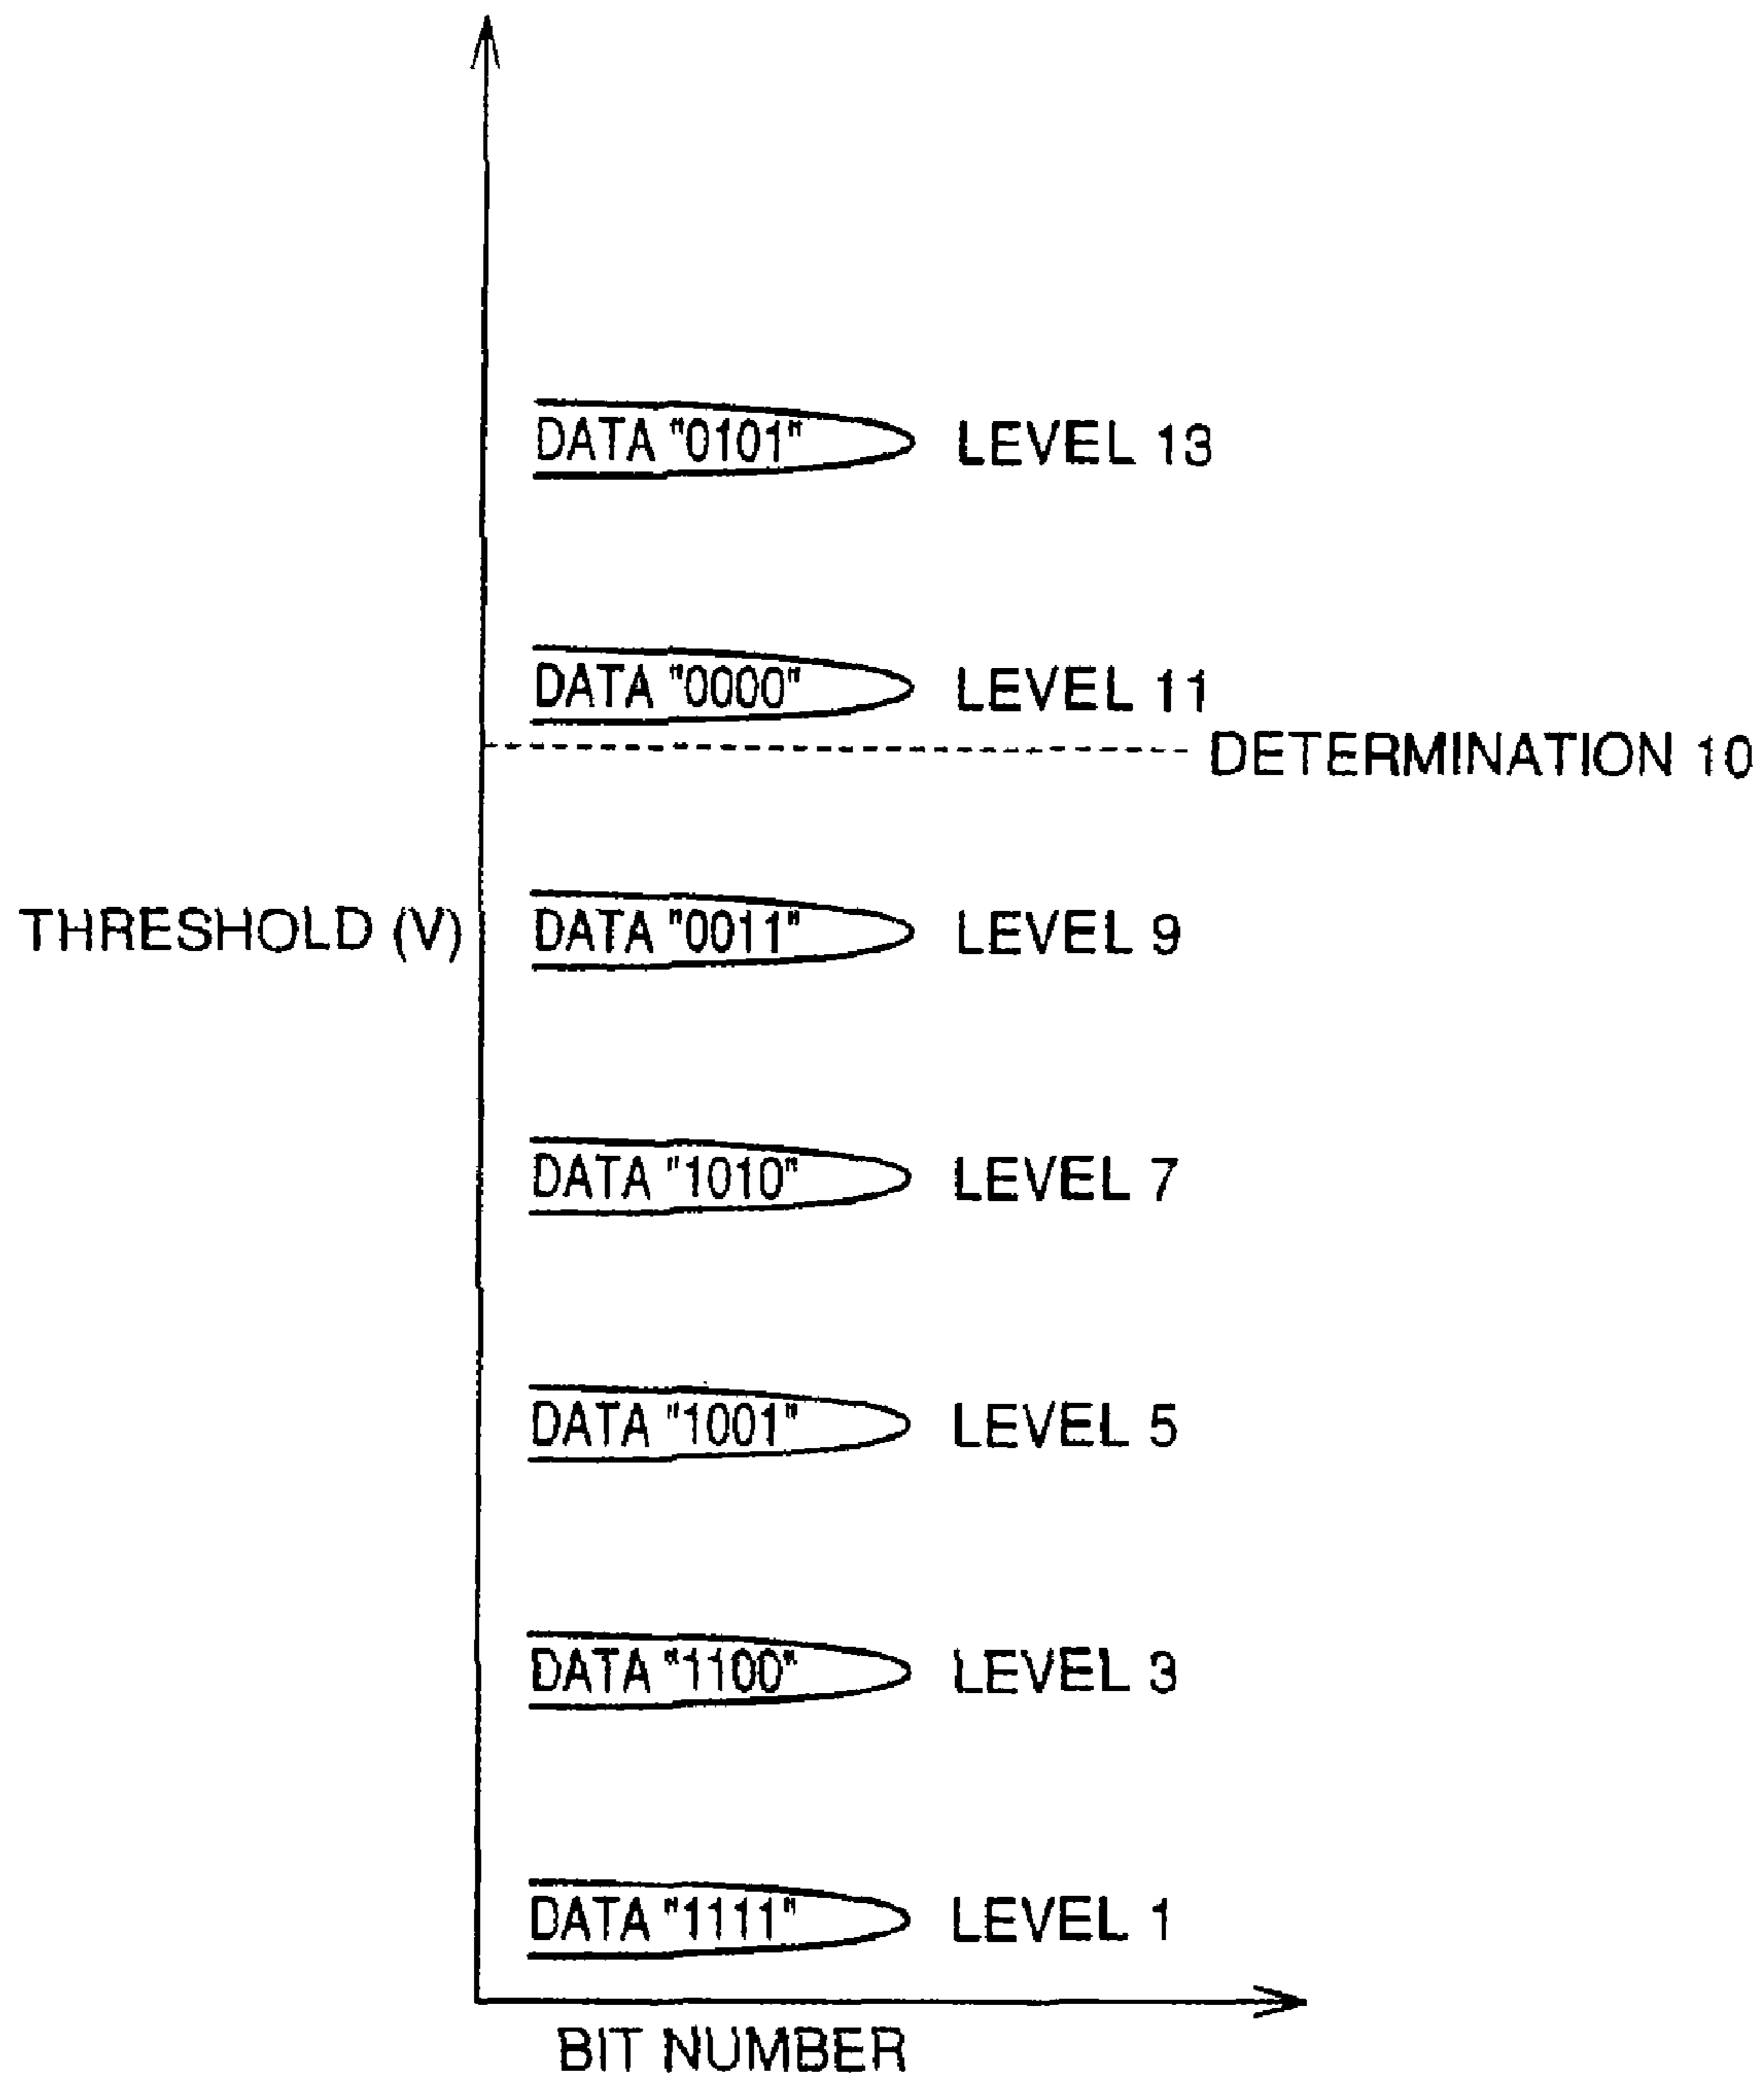 DATA "0101" LEVEL 13
DATA "0000" LEVEL 11
DETERMINATION 10
THRESHOLD (V) DATA "0011" LEVEL 9
DATA "1010" LEVEL 7
DATA "1001" LEVEL 5
DATA "1100" LEVEL 3
DATA "1111" LEVEL 1
BIT NUMBER